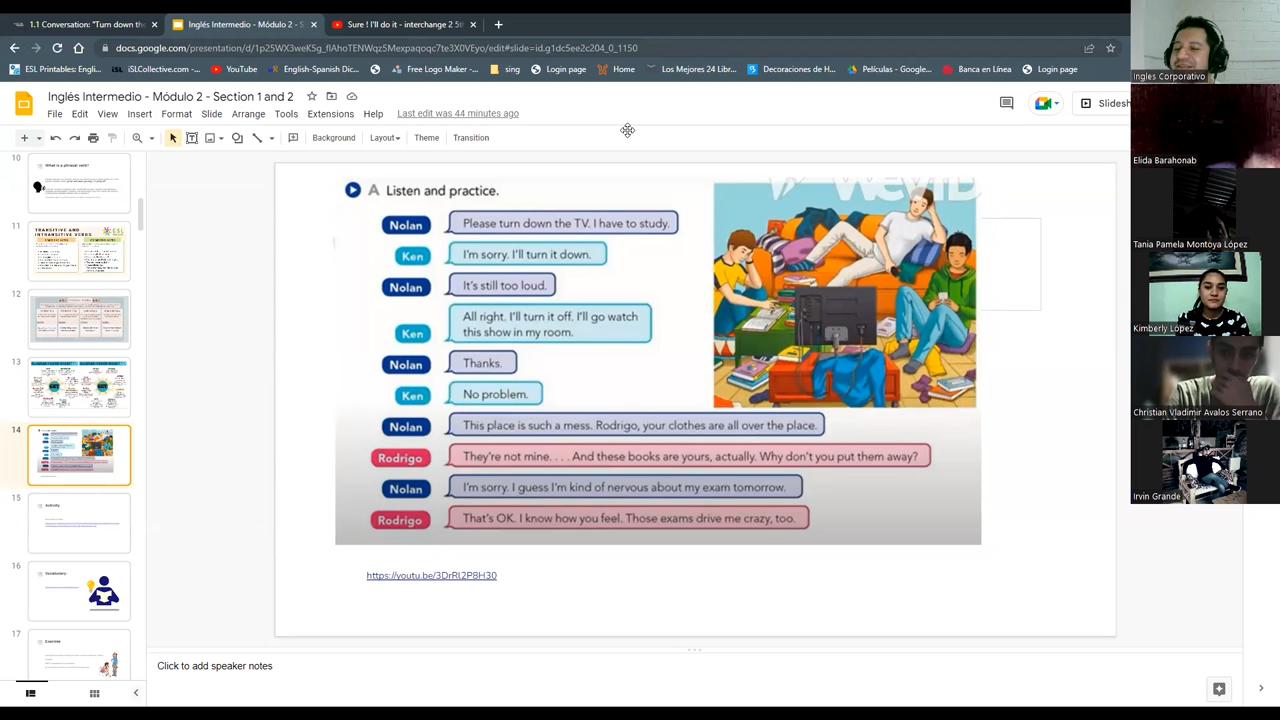 1.1 Conversation: "Turn down the
Inglés Intermedio - Módulo 2 - S
Sure ! I'll do it - interchange 2 5t
docs.google.com/presentation/d/
ESL Printables: Engli...
iSLCollective.com -...
YouTube
English-Spanish Dic...
Free Logo Maker -...
sing
Login page
Home
Los Mejores 24 Libr...
Decoraciones de H...
Películas - Google...
Banca en Línea
Login page
Inglés Intermedio - Módulo 2 - Section 1 and 2
File Edit View Insert Format Slide Arrange Tools Extensions Help Last edit was 44 minutes ago
Slidesh
Background Layout Theme Transition
10
What is a phrasal verb?
11
TRANSITIVE AND
INTRANSITIVE VERBS
ESL
12
13
14
15
Activity
16
Vocabulary:
17
Exercise
A Listen and practice.
Nolan Please turn down the TV. I have to study.
Ken I'm sorry. I'll turn it down.
Nolan It's still too loud.
Ken All right. I'll turn it off. I'll go watch
this show in my room.
Nolan Thanks.
Ken No problem.
Nolan This place is such a mess. Rodrigo, your clothes are all over the place.
Rodrigo They're not mine. . . . And these books are yours, actually. Why don't you put them away?
Nolan I'm sorry. I guess I'm kind of nervous about my exam tomorrow.
Rodrigo That's OK. I know how you feel. Those exams drive me crazy, too.
https://youtu.be/3DrRl2P8H30
Click to add speaker notes
Ingles Corporativo
Elida Barahonab
Tania Pamela Montoya López
Kimberly López
Christian Vladimir Avalos Serrano
Irvin Grande